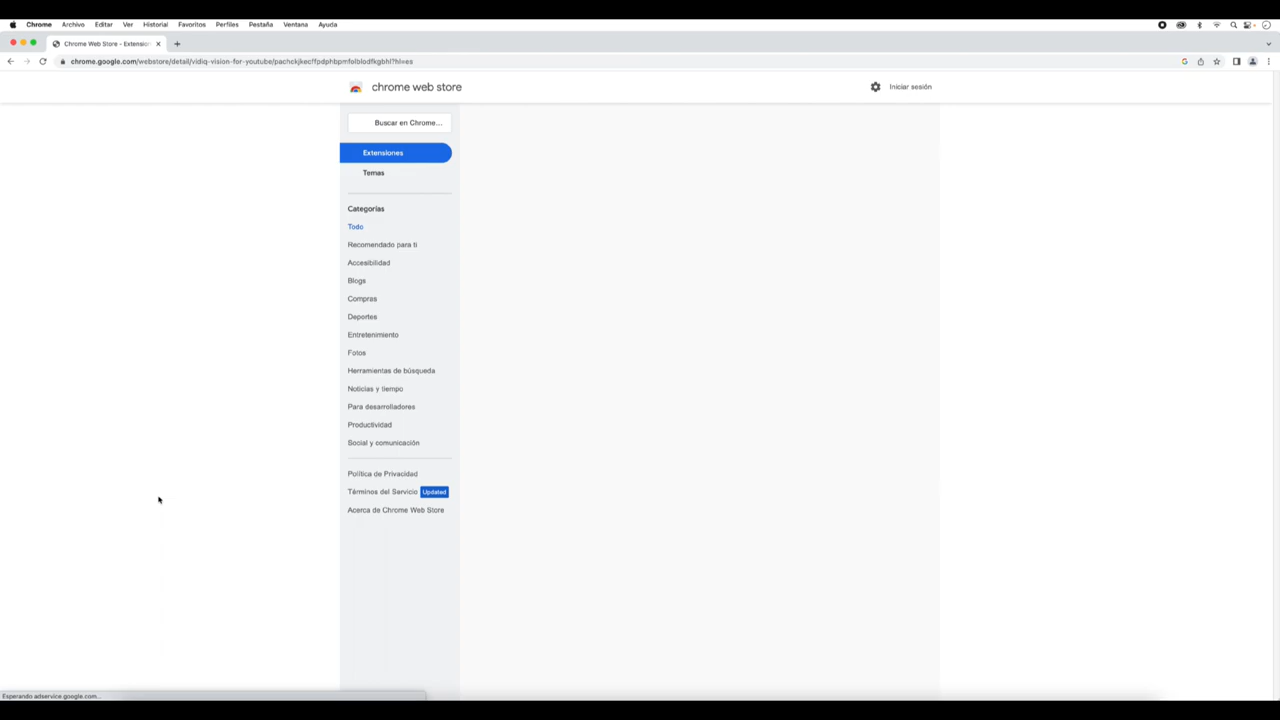 Chrome Archivo Editar Ver Historial Favoritos Perfiles Pestaña Ventana Ayuda
Chrome Web Store - Extension
chrome.google.com/webstore/detail/vidiq-vision-for-youtube/pachckjkecffpdphbpmfolblodfkgbhl?hl=es
chrome web store
Iniciar sesión
Buscar en Chrome...
Extensiones
Temas
Categorías
Todo
Recomendado para ti
Accesibilidad
Blogs
Compras
Deportes
Entretenimiento
Fotos
Herramientas de búsqueda
Noticias y tiempo
Para desarrolladores
Productividad
Social y comunicación
Política de Privacidad
Términos del Servicio Updated
Acerca de Chrome Web Store
Esperando adservice.google.com...